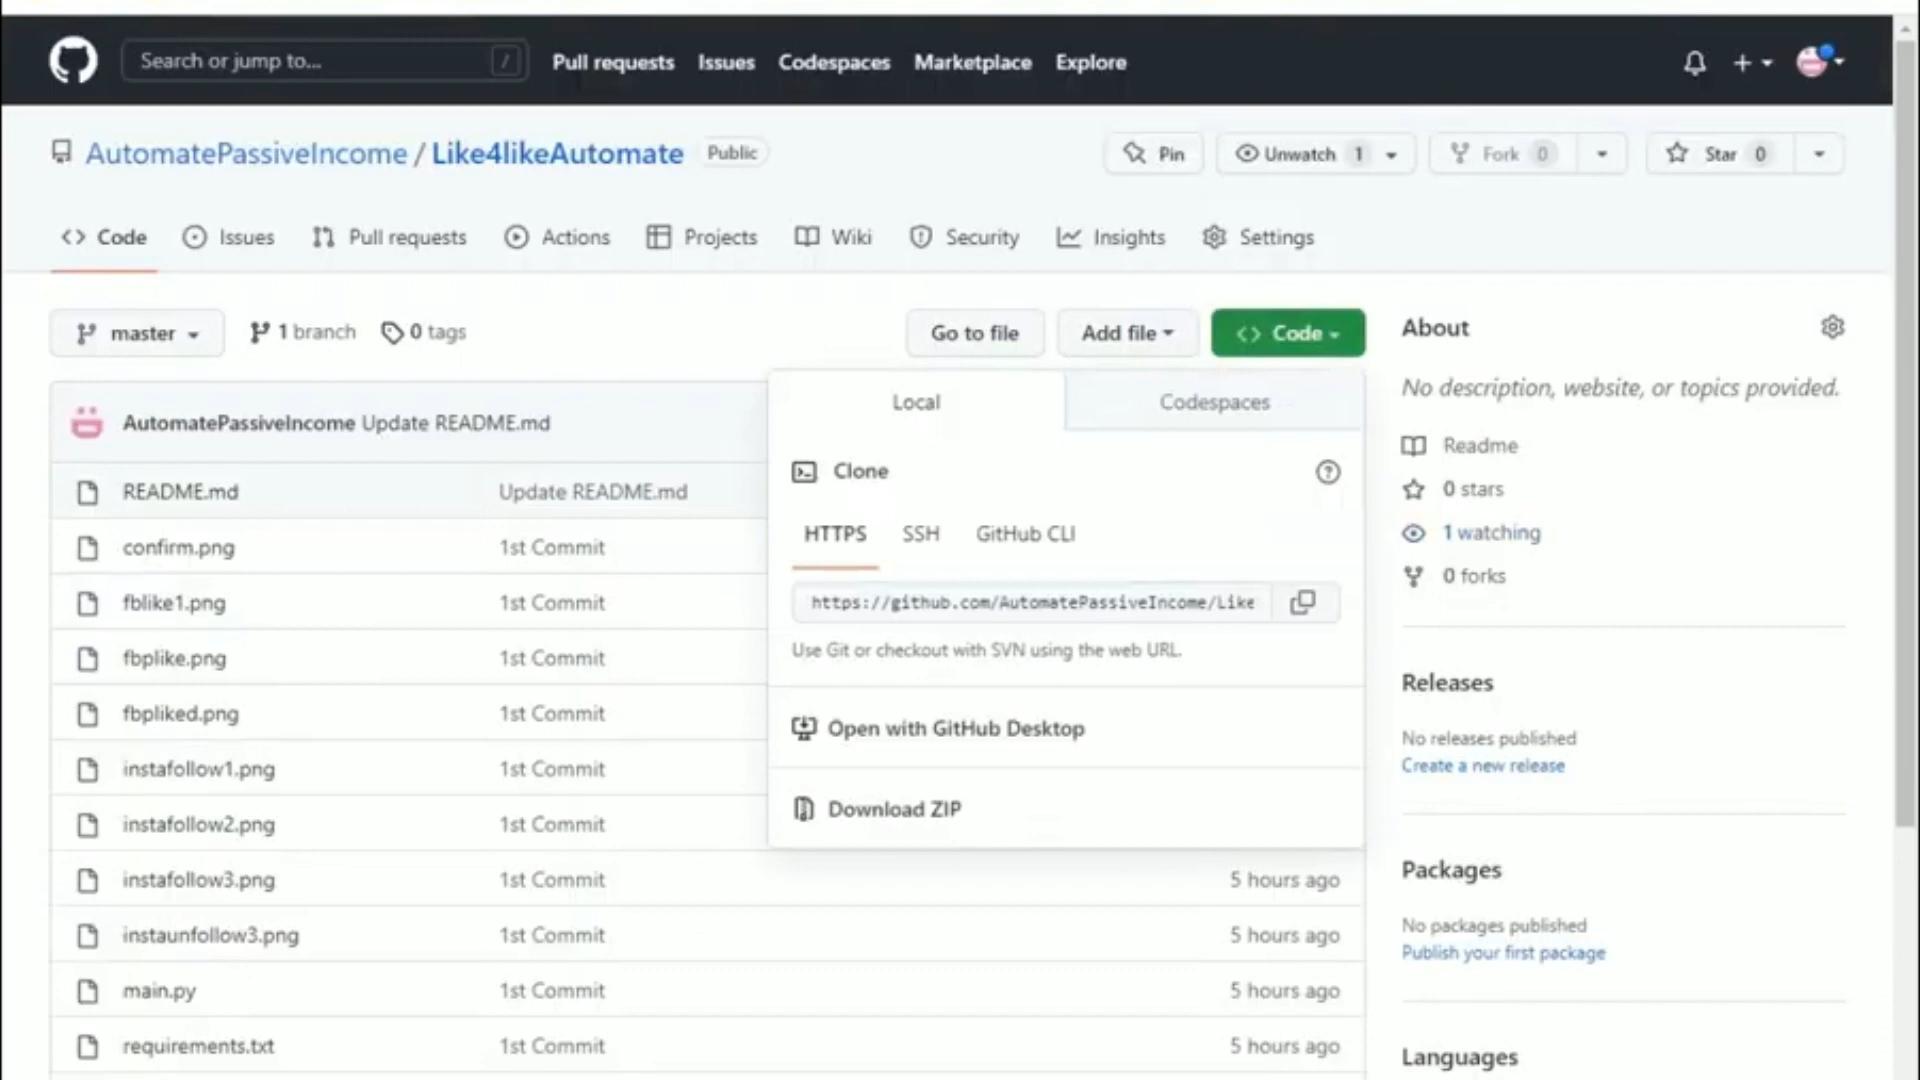 Search or jump to... /
Pull requests Issues Codespaces Marketplace Explore
AutomatePassiveIncome / Like4likeAutomate Public
Pin Unwatch 1 Fork 0 Star 0
Code Issues Pull requests Actions Projects Wiki Security Insights Settings
master 1 branch 0 tags
Go to file Add file Code
Local Codespaces
Clone
HTTPS SSH GitHub CLI
https://github.com/AutomatePassiveIncome/Like
Use Git or checkout with SVN using the web URL.
Open with GitHub Desktop
Download ZIP
AutomatePassiveIncome Update README.md
README.md Update README.md
confirm.png 1st Commit
fblike1.png 1st Commit
fbplike.png 1st Commit
fbpliked.png 1st Commit
instafollow1.png 1st Commit
instafollow2.png 1st Commit
instafollow3.png 1st Commit 5 hours ago
instaunfollow3.png 1st Commit 5 hours ago
main.py 1st Commit 5 hours ago
requirements.txt 1st Commit 5 hours ago
About
No description, website, or topics provided.
Readme
0 stars
1 watching
0 forks
Releases
No releases published
Create a new release
Packages
No packages published
Publish your first package
Languages